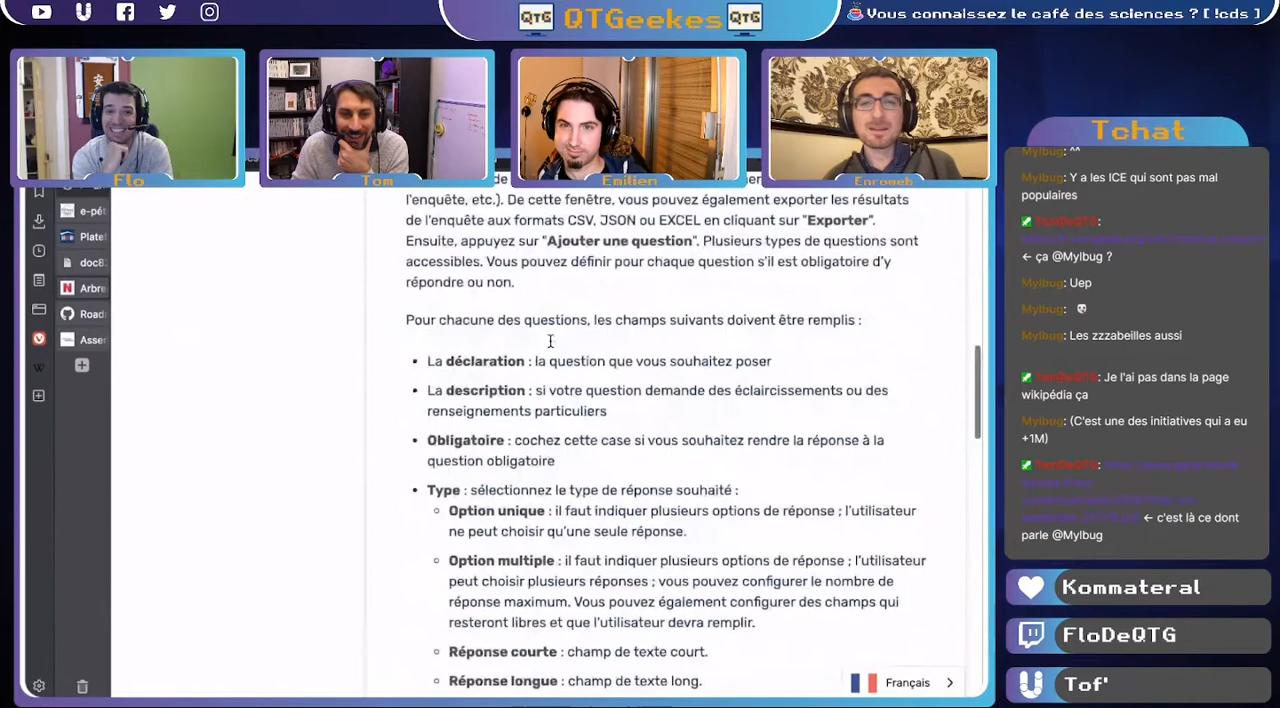 QTG QTGeekes QTG
Vous connaissez le café des sciences ? [ !cds ]
Flo
Tom
Emilien
Enroweb
e-pét
Platef
doc8
Arbre
Road
Asser
l'enquête, etc.). De cette fenêtre, vous pouvez également exporter les résultats
de l'enquête aux formats CSV, JSON ou EXCEL en cliquant sur "Exporter".
Ensuite, appuyez sur "Ajouter une question". Plusieurs types de questions sont
accessibles. Vous pouvez définir pour chaque question s'il est obligatoire d'y
répondre ou non.
Pour chacune des questions, les champs suivants doivent être remplis :
• La déclaration : la question que vous souhaitez poser
• La description : si votre question demande des éclaircissements ou des
renseignements particuliers
• Obligatoire : cochez cette case si vous souhaitez rendre la réponse à la
question obligatoire
• Type : sélectionnez le type de réponse souhaité :
Option unique : il faut indiquer plusieurs options de réponse ; l'utilisateur
ne peut choisir qu'une seule réponse.
Option multiple : il faut indiquer plusieurs options de réponse ; l'utilisateur
peut choisir plusieurs réponses ; vous pouvez configurer le nombre de
réponse maximum. Vous pouvez également configurer des champs qui
resteront libres et que l'utilisateur devra remplir.
Réponse courte : champ de texte court.
Réponse longue : champ de texte long.
Français
Tchat
Mylbug: ^^
Mylbug: Y a les ICE qui sont pas mal
populaires
TomDeQTG:
← ça @Mylbug ?
Mylbug: Uep
Mylbug:
Mylbug: Les zzzabeilles aussi
TomDeQTG: Je l'ai pas dans la page
wikipédia ça
Mylbug: (C'est une des initiatives qui a eu
+1M)
TomDeQTG:
← c'est là ce dont
parle @Mylbug
Kommateral
FloDeQTG
Tof'